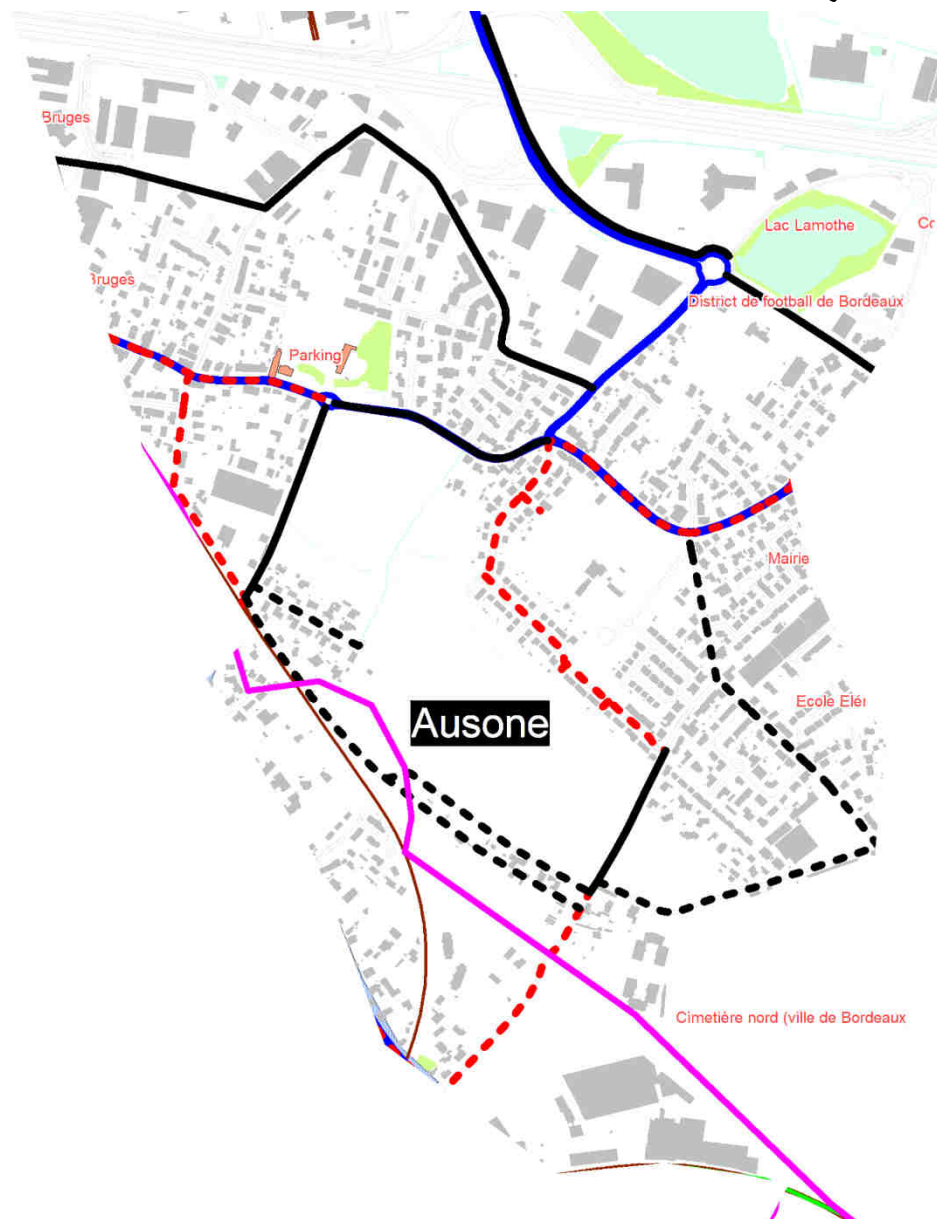 Bruges
Lac Lamothe
Co
Bruges
District de football de Bordeaux
Parking
Mairie
Ecole Elér
Ausone
Cimetière nord (ville de Bordeaux